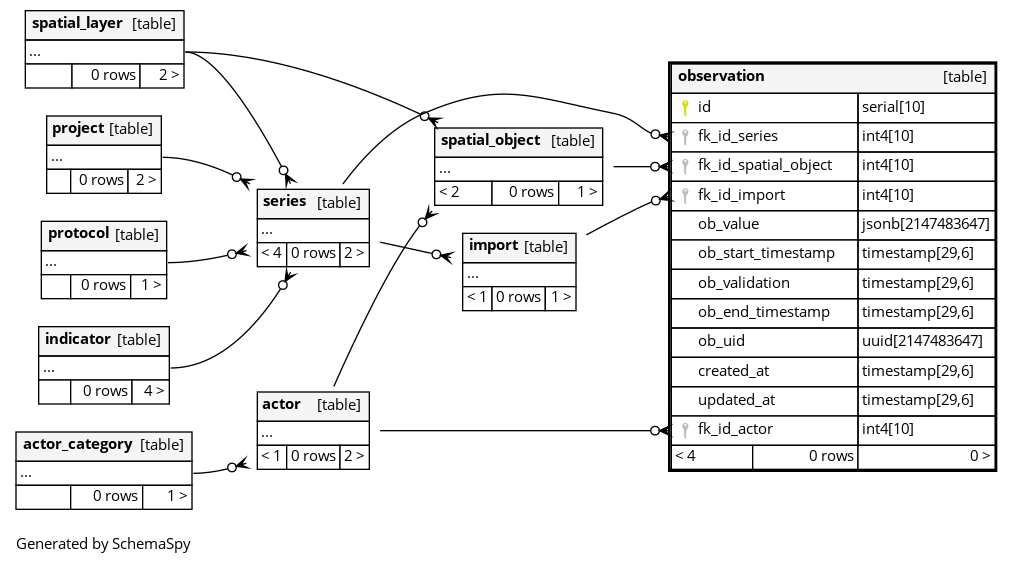 spatial_layer [table]
...
0 rows 2 >
project [table]
...
0 rows 2 >
protocol [table]
...
0 rows 1 >
indicator [table]
...
0 rows 4 >
actor_category [table]
...
0 rows 1 >
series [table]
...
< 4 0 rows 2 >
actor [table]
...
< 1 0 rows 2 >
spatial_object [table]
...
< 2 0 rows 1 >
import [table]
...
< 1 0 rows 1 >
observation [table]
id serial[10]
fk_id_series int4[10]
fk_id_spatial_object int4[10]
fk_id_import int4[10]
ob_value jsonb[2147483647]
ob_start_timestamp timestamp[29,6]
ob_validation timestamp[29,6]
ob_end_timestamp timestamp[29,6]
ob_uid uuid[2147483647]
created_at timestamp[29,6]
updated_at timestamp[29,6]
fk_id_actor int4[10]
< 4 0 rows 0 >
Generated by SchemaSpy